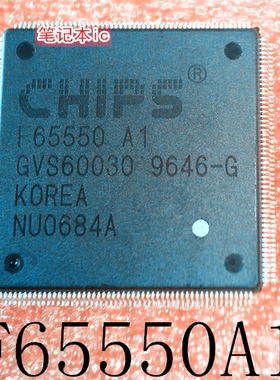 笔记本ic
CHIPS®
F65550 A1
GVS60030 9646-G
KOREA
NU0684A
F65550A1